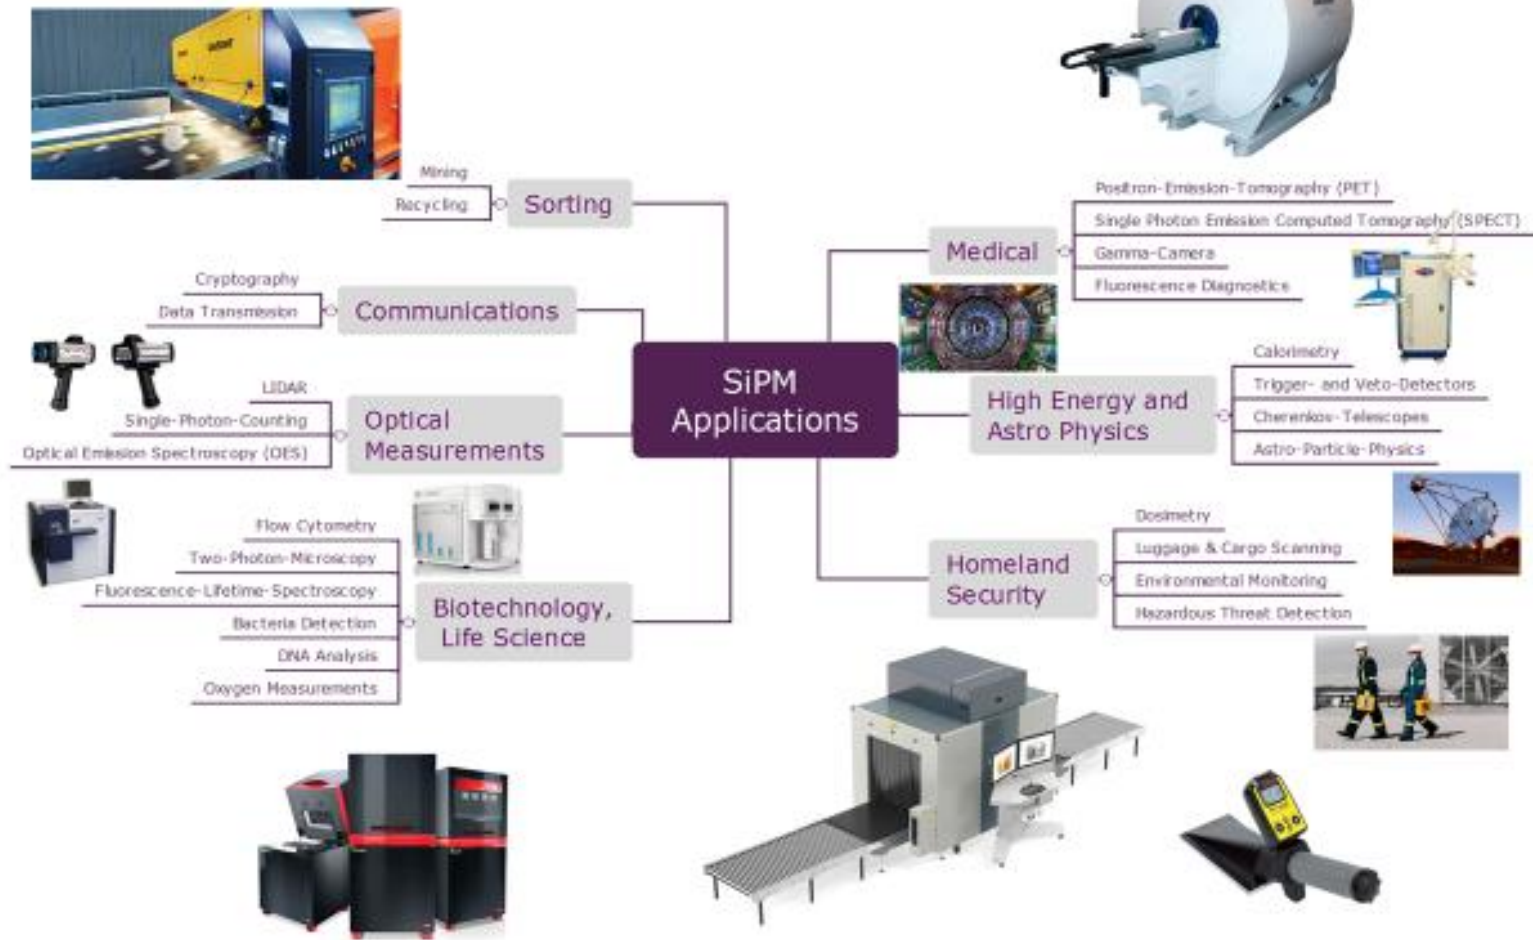 Mining
Recycling
Sorting
Cryptography
Data Transmission
Communications
LIDAR
Single-Photon-Counting
Optical Emission Spectroscopy (OES)
Optical
Measurements
Flow Cytometry
Two-Photon-Microscopy
Fluorescence-Lifetime-Spectroscopy
Bacteria Detection
DNA Analysis
Oxygen Measurements
Biotechnology,
Life Science
SiPM
Applications
Medical
Positron-Emission-Tomography (PET)
Single Photon Emission Computed Tomography (SPECT)
Gamma-Camera
Fluorescence Diagnostics
High Energy and
Astro Physics
Calorimetry
Trigger- and Veto-Detectors
Cherenkov-Telescopes
Astro-Particle-Physics
Homeland
Security
Dosimetry
Luggage & Cargo Scanning
Environmental Monitoring
Hazardous Threat Detection